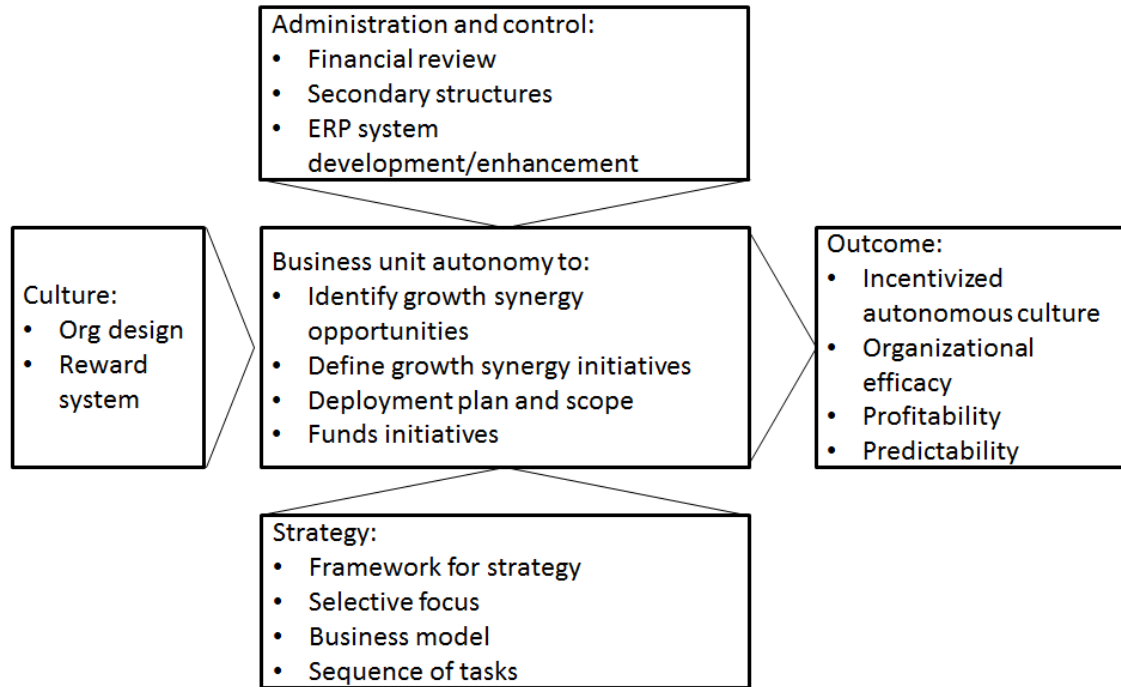 Administration and control:
• Financial review
• Secondary structures
• ERP system
development/enhancement
Culture:
• Org design
• Reward
system
Business unit autonomy to:
• Identify growth synergy
opportunities
• Define growth synergy initiatives
• Deployment plan and scope
• Funds initiatives
Outcome:
• Incentivized
autonomous culture
• Organizational
efficacy
• Profitability
• Predictability
Strategy:
• Framework for strategy
• Selective focus
• Business model
• Sequence of tasks